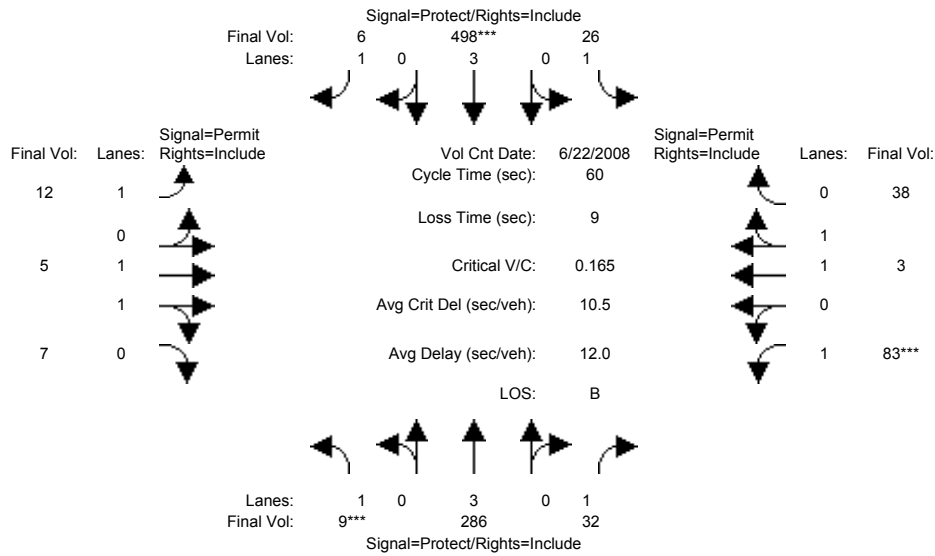 Signal=Protect/Rights=Include
Final Vol: 6 498*** 26
Lanes: 1 0 3 0 1
Signal=Permit Signal=Permit
Final Vol: Lanes: Rights=Include Vol Cnt Date: 6/22/2008 Rights=Include Lanes: Final Vol:
Cycle Time (sec): 60
12 1 0 38
Loss Time (sec): 9
0 1
5 1 Critical V/C: 0.165 1 3
1 Avg Crit Del (sec/veh): 10.5 0
7 0 Avg Delay (sec/veh): 12.0 1 83***
LOS: B
Lanes: 1 0 3 0 1
Final Vol: 9*** 286 32
Signal=Protect/Rights=Include